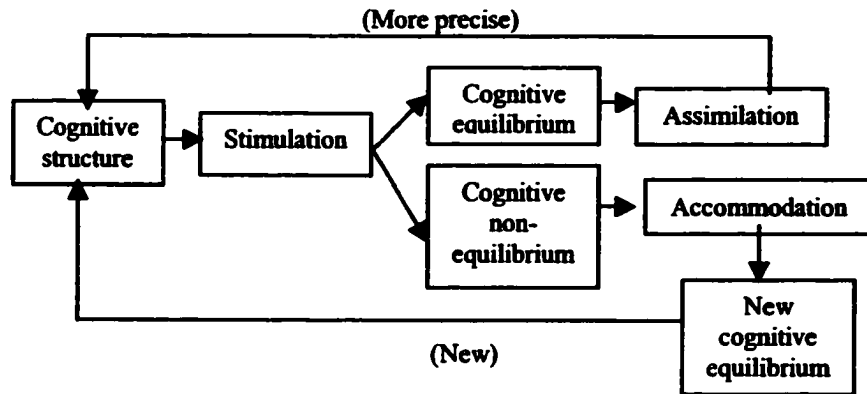 (More precise)
Cognitive
structure
Stimulation
Cognitive
equilibrium
Assimilation
Cognitive
non-
equilibrium
Accommodation
New
cognitive
equilibrium
(New)